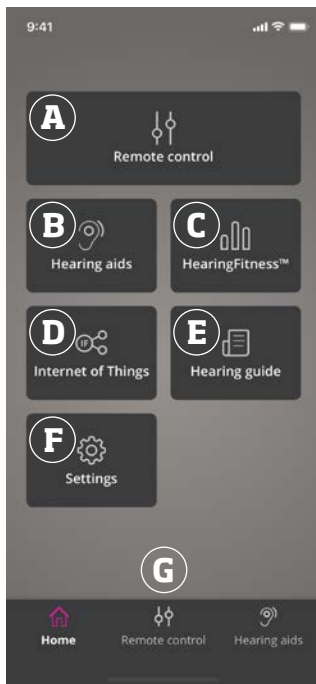 9:41
A
Remote control
B
C
Hearing aids
HearingFitness™
D
IF
E
Internet of Things
Hearing guide
F
Settings
G
Home
Remote control
Hearing aids